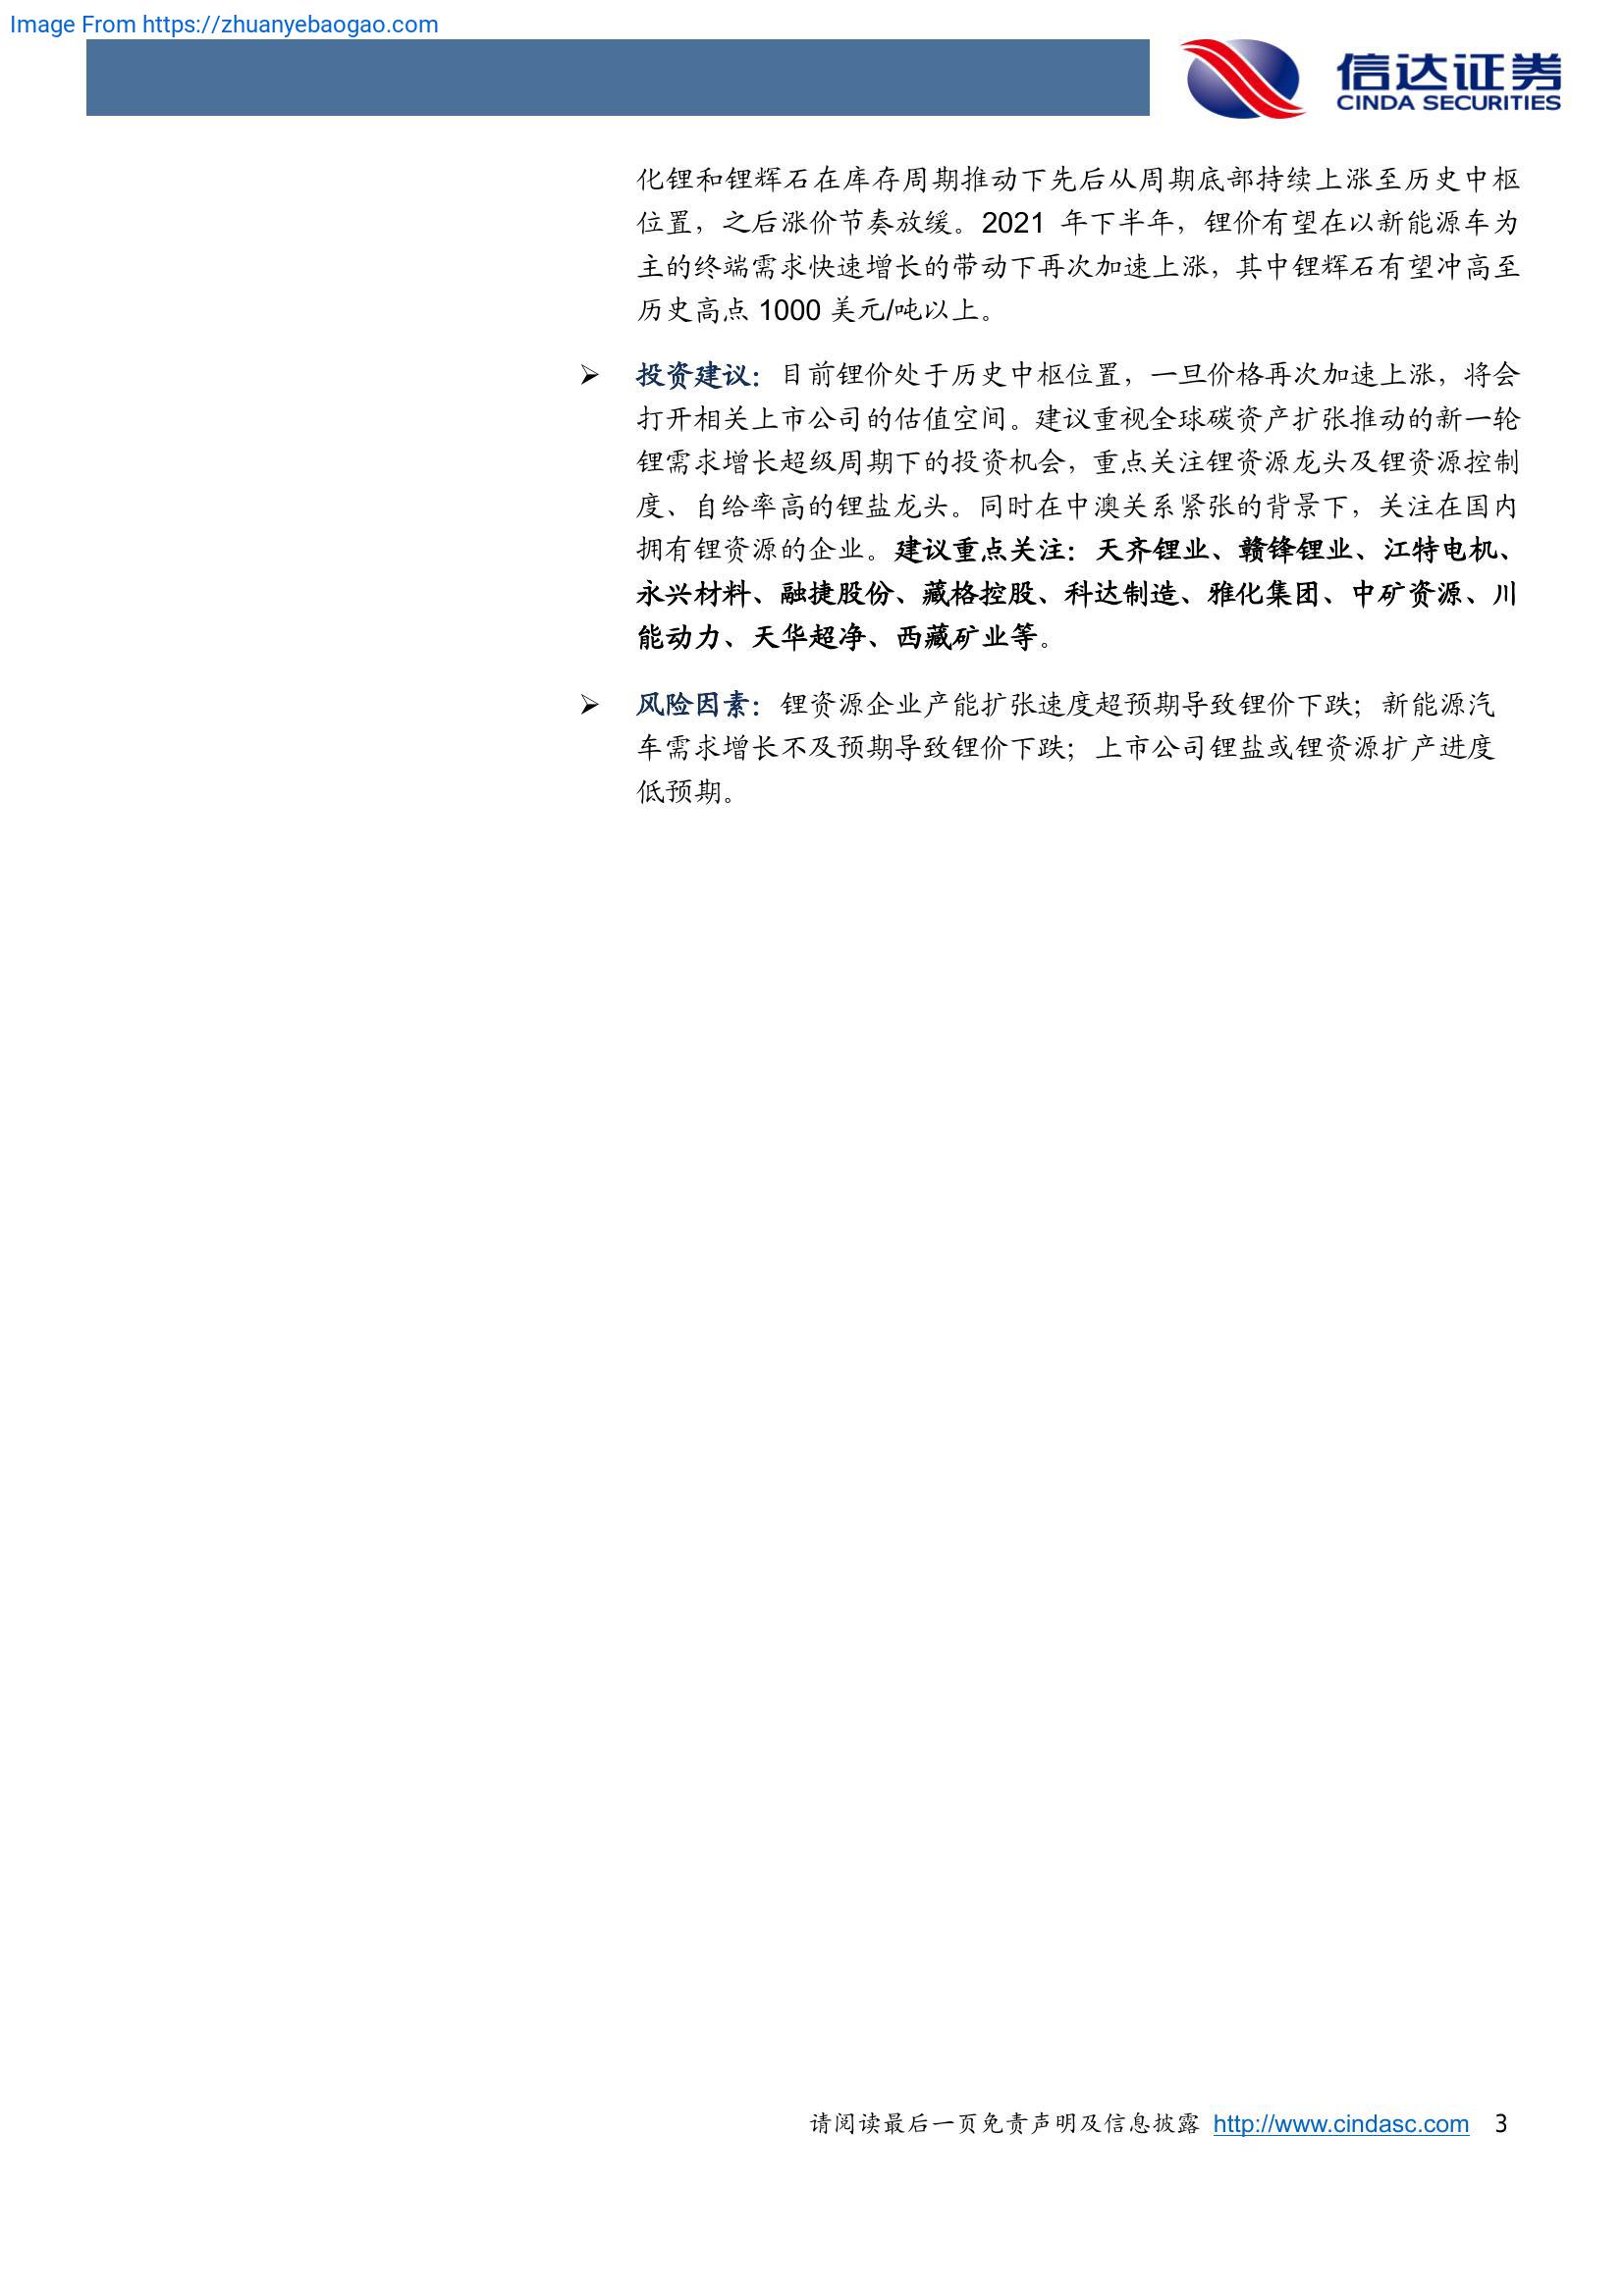 Image From https://zhuanyebaogao.com
信达证券
CINDA SECURITIES
化锂和锂辉石在库存周期推动下先后从周期底部持续上涨至历史中枢
位置，之后涨价节奏放缓。2021 年下半年，锂价有望在以新能源车为
主的终端需求快速增长的带动下再次加速上涨，其中锂辉石有望冲高至
历史高点 1000 美元/吨以上。
➢ 投资建议：目前锂价处于历史中枢位置，一旦价格再次加速上涨，将会
打开相关上市公司的估值空间。建议重视全球碳资产扩张推动的新一轮
锂需求增长超级周期下的投资机会，重点关注锂资源龙头及锂资源控制
度、自给率高的锂盐龙头。同时在中澳关系紧张的背景下，关注在国内
拥有锂资源的企业。建议重点关注：天齐锂业、赣锋锂业、江特电机、
永兴材料、融捷股份、藏格控股、科达制造、雅化集团、中矿资源、川
能动力、天华超净、西藏矿业等。
➢ 风险因素：锂资源企业产能扩张速度超预期导致锂价下跌；新能源汽
车需求增长不及预期导致锂价下跌；上市公司锂盐或锂资源扩产进度
低预期。
请阅读最后一页免责声明及信息披露 http://www.cindasc.com 3